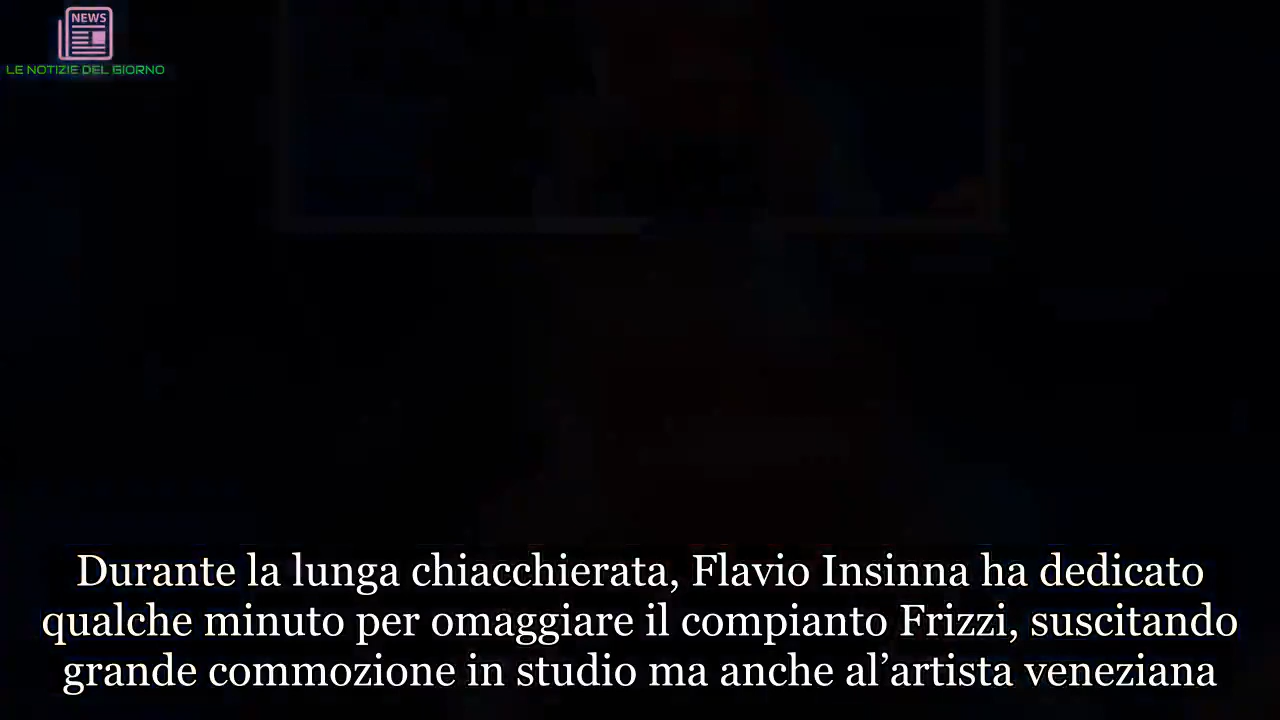 NEWS
LE NOTIZIE DEL GIORNO
Durante la lunga chiacchierata, Flavio Insinna ha dedicato
qualche minuto per omaggiare il compianto Frizzi, suscitando
grande commozione in studio ma anche al’artista veneziana